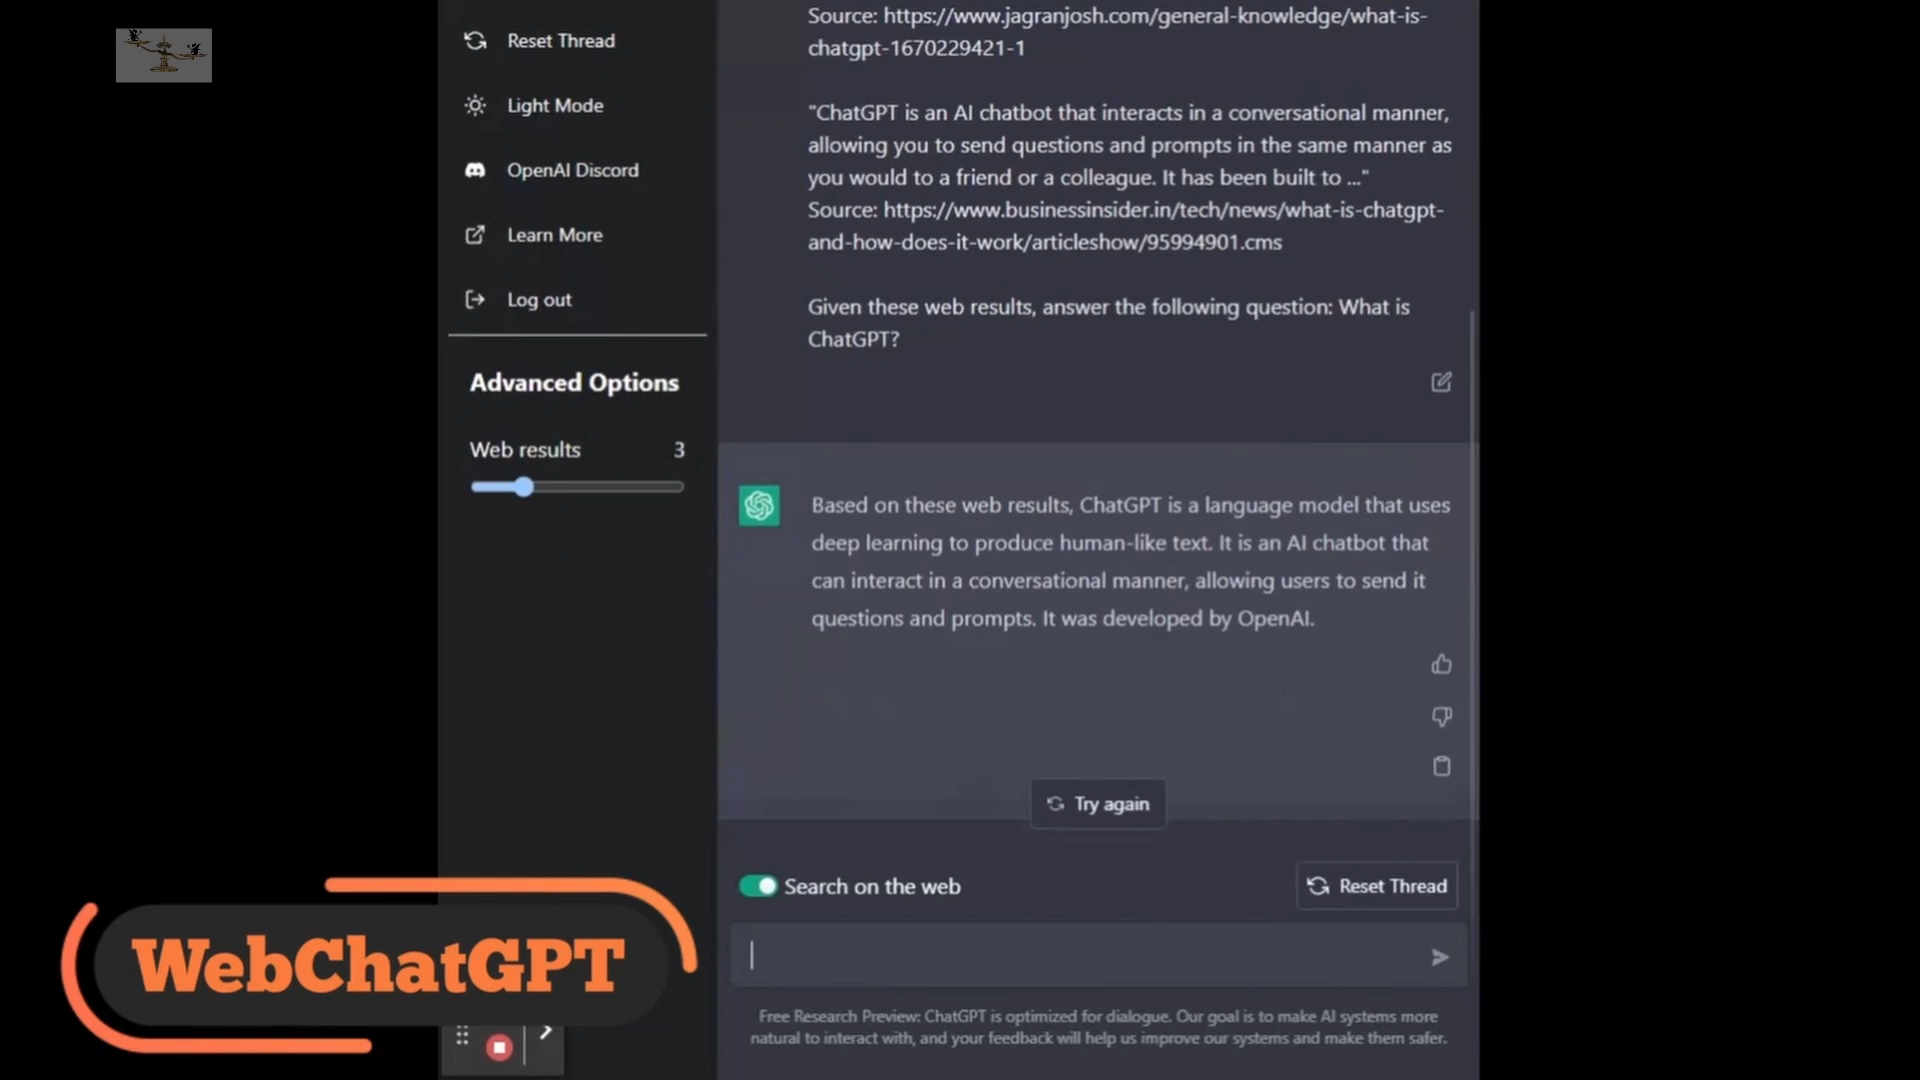 Reset Thread
Light Mode
OpenAI Discord
Learn More
Log out
Advanced Options
Web results 3
Source: https://www.jagranjosh.com/general-knowledge/what-is-
chatgpt-1670229421-1
"ChatGPT is an AI chatbot that interacts in a conversational manner,
allowing you to send questions and prompts in the same manner as
you would to a friend or a colleague. It has been built to ..."
Source: https://www.businessinsider.in/tech/news/what-is-chatgpt-
and-how-does-it-work/articleshow/95994901.cms
Given these web results, answer the following question: What is
ChatGPT?
Based on these web results, ChatGPT is a language model that uses
deep learning to produce human-like text. It is an AI chatbot that
can interact in a conversational manner, allowing users to send it
questions and prompts. It was developed by OpenAI.
Try again
Search on the web
Reset Thread
Free Research Preview: ChatGPT is optimized for dialogue. Our goal is to make AI systems more
natural to interact with, and your feedback will help us improve our systems and make them safer.
WebChatGPT